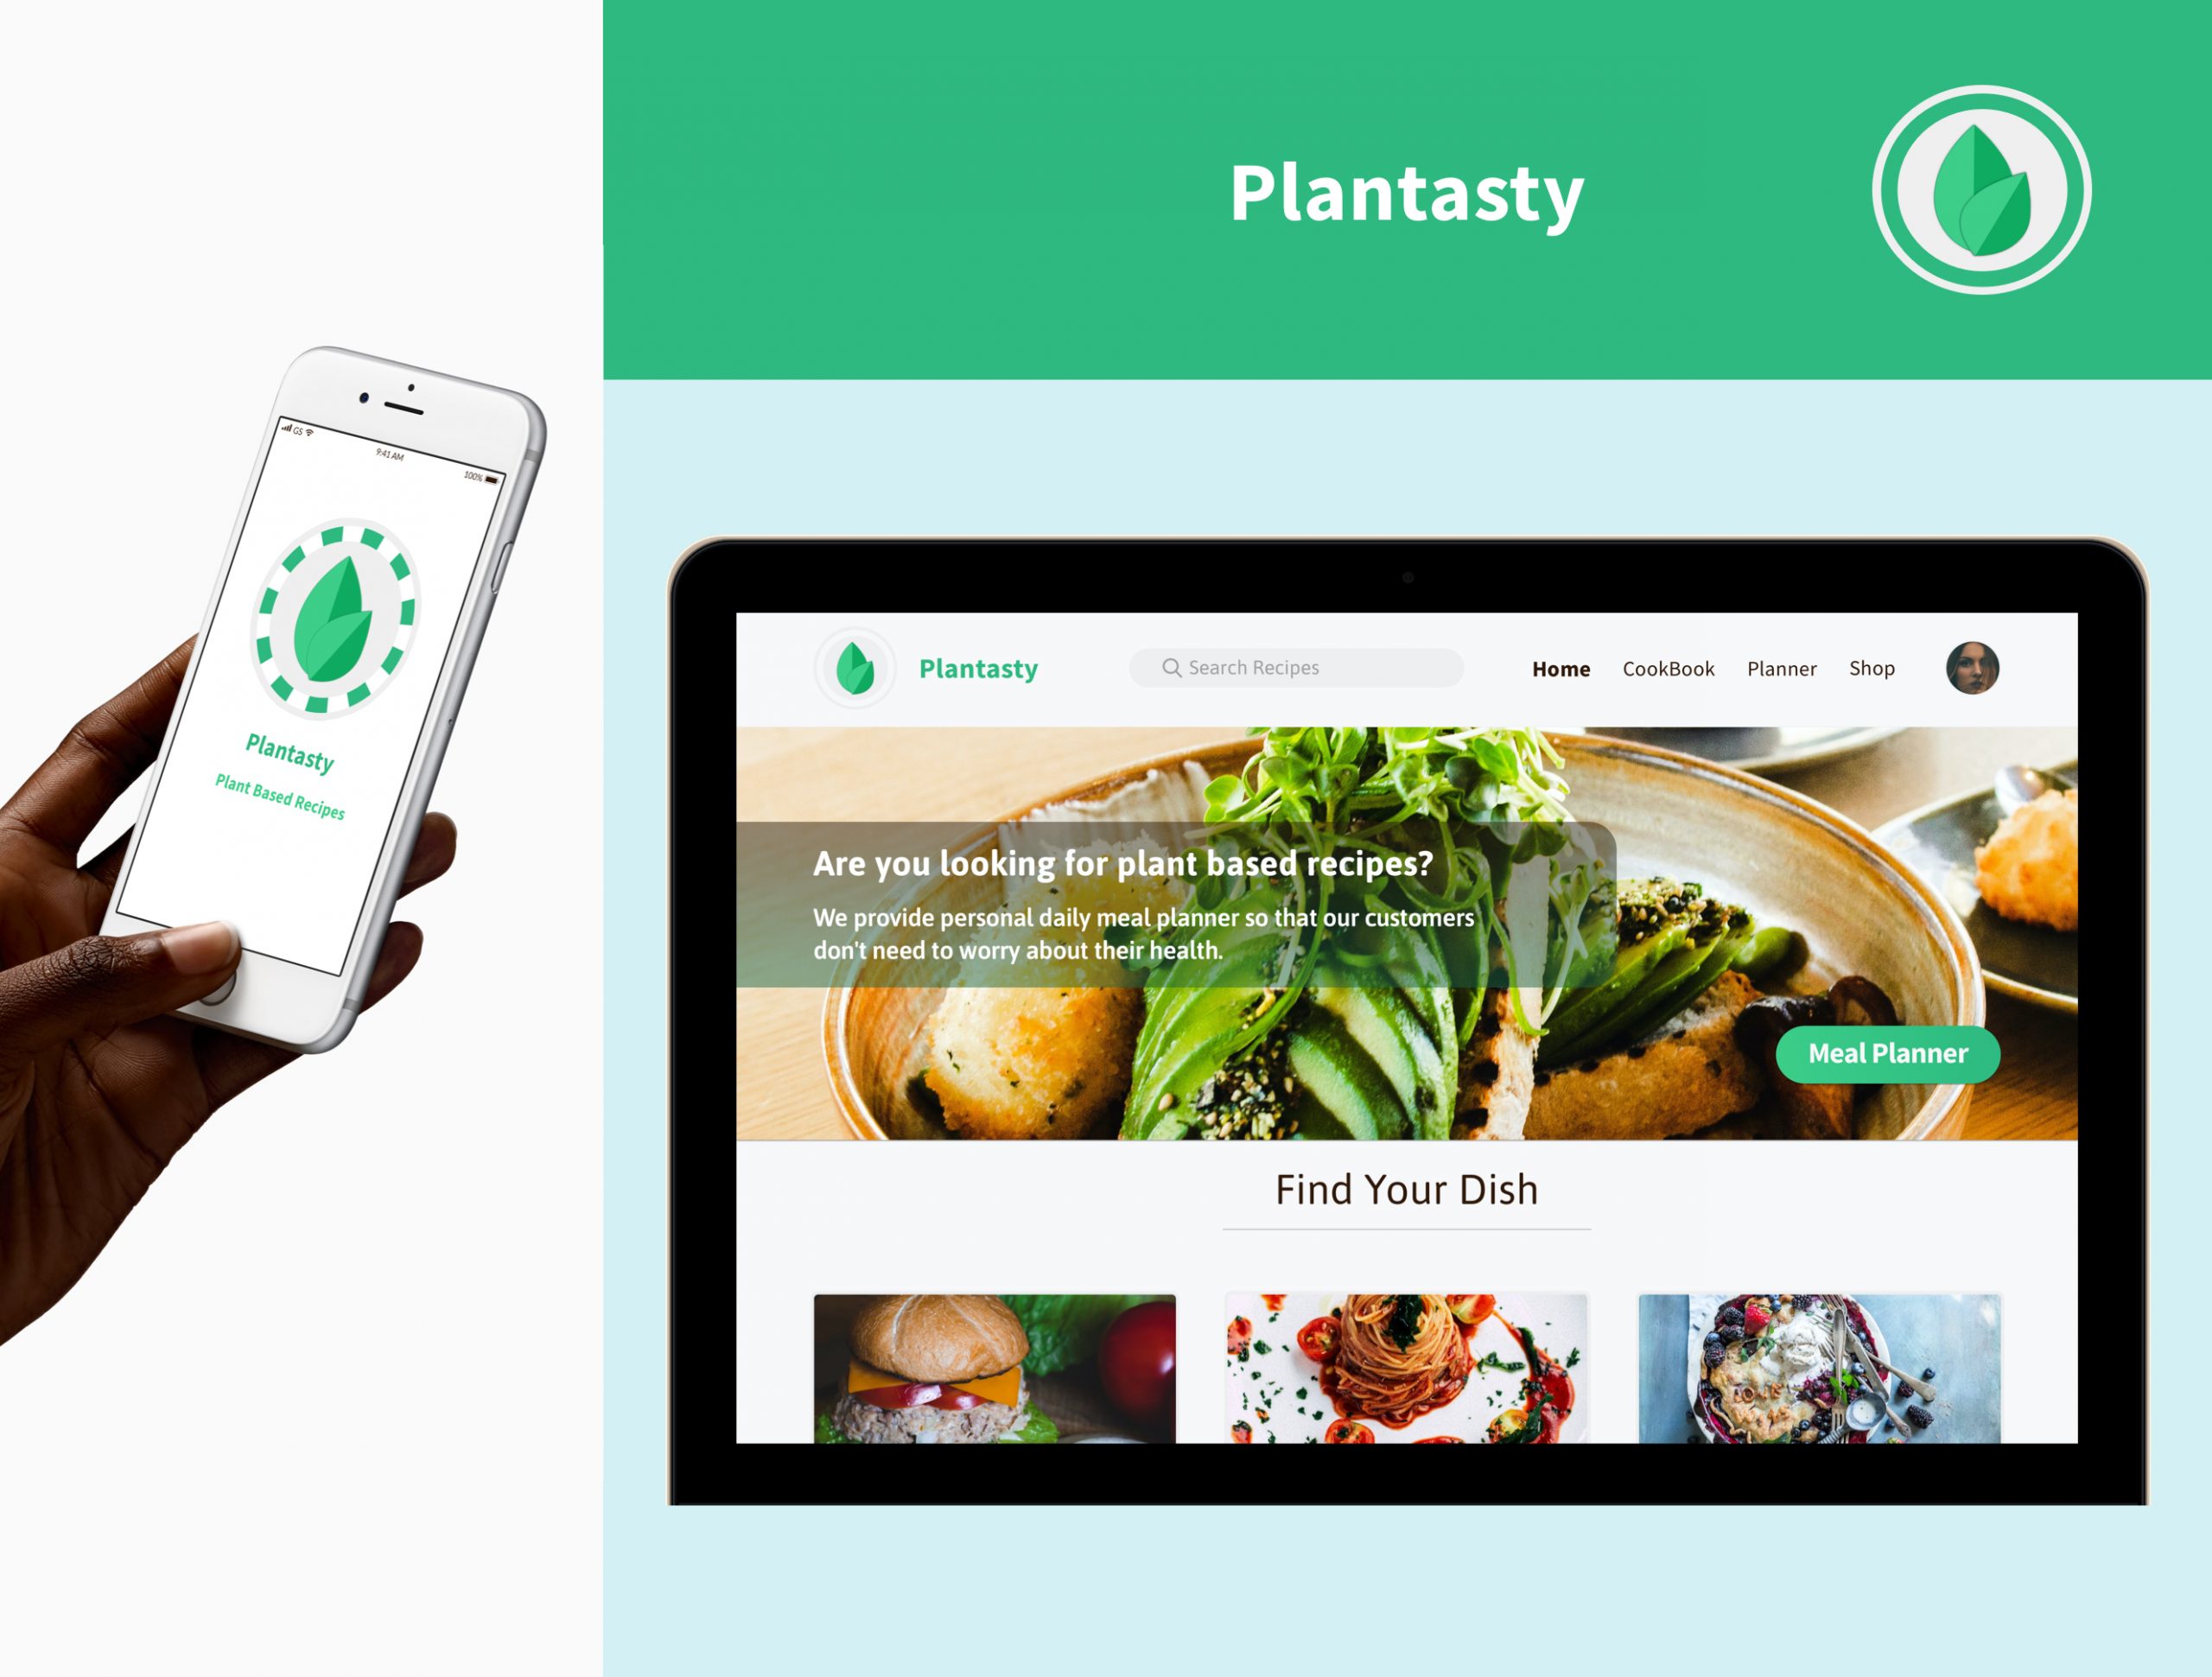 Plantasty
GS
9:41 AM
100%
Plantasty
Plant Based Recipes
Plantasty
Search Recipes
Home CookBook Planner Shop
Are you looking for plant based recipes?
We provide personal daily meal planner so that our customers
don't need to worry about their health.
Meal Planner
Find Your Dish